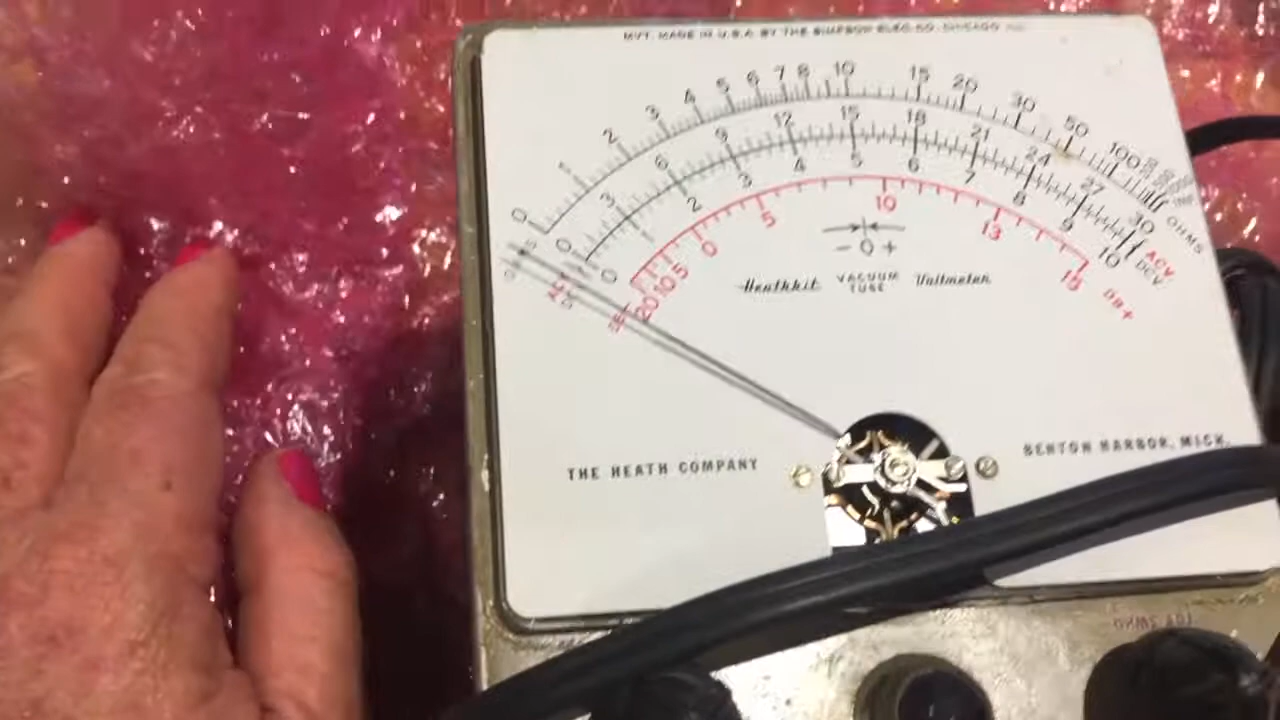 MVT. MADE IN U.S.A. BY THE SIMPSON ELEC. CO. CHICAGO
0 1 2 3 4 5 6 7 8 10 15 20 30 50 100
OHMS
0 3 6 9 12 15 18 21 24 27 30
ACV
DCV
0 2 3 4 5 6 7 8 9 10
20 10 5 0 5 10 13 15
DB+
- 0 +
Heathkit VACUUM TUBE Voltmeter
THE HEATH COMPANY
BENTON HARBOR, MICH.